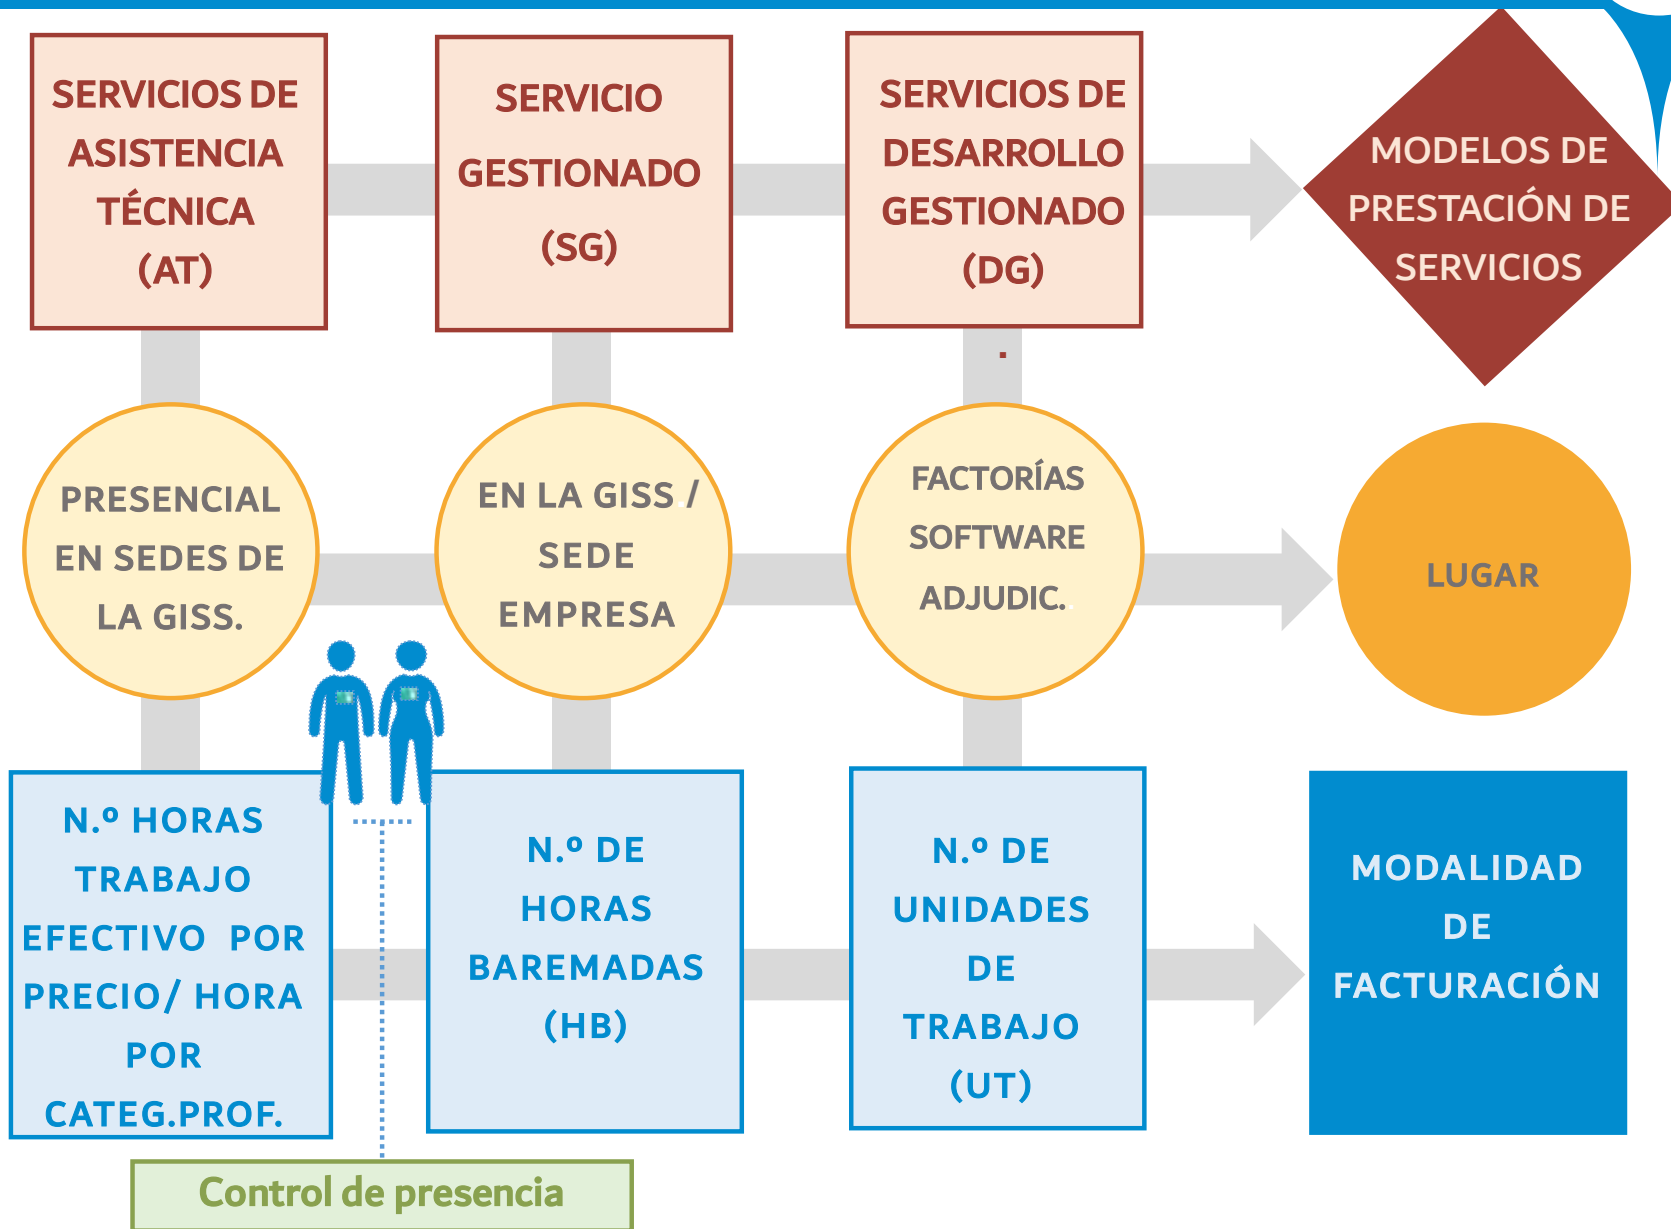 SERVICIOS DE
ASISTENCIA
TÉCNICA
(AT)
SERVICIO
GESTIONADO
(SG)
SERVICIOS DE
DESARROLLO
GESTIONADO
(DG)
.
MODELOS DE
PRESTACIÓN DE
SERVICIOS
PRESENCIAL
EN SEDES DE
LA GISS.
EN LA GISS./
SEDE
EMPRESA
FACTORÍAS
SOFTWARE
ADJUDIC..
LUGAR
N.º HORAS
TRABAJO
EFECTIVO POR
PRECIO/ HORA
POR
CATEG.PROF.
N.º DE
HORAS
BAREMADAS
(HB)
N.º DE
UNIDADES
DE
TRABAJO
(UT)
MODALIDAD
DE
FACTURACIÓN
Control de presencia